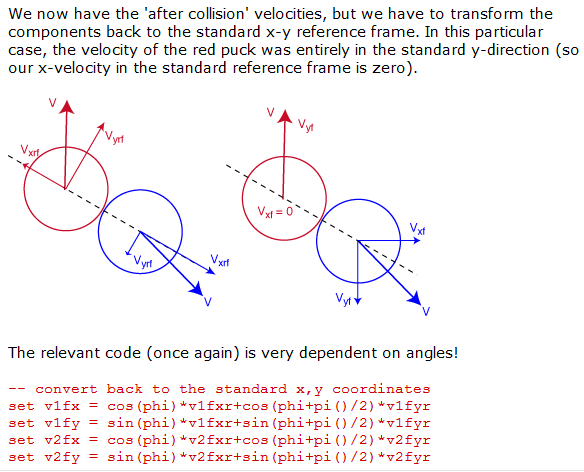 We now have the 'after collision' velocities, but we have to transform the
components back to the standard x-y reference frame. In this particular
case, the velocity of the red puck was entirely in the standard y-direction (so
our x-velocity in the standard reference frame is zero).
V
Vyrf
Vxrf
Vyrf
Vxrf
V
V
Vyf
Vxf = 0
Vxf
Vyf
V
The relevant code (once again) is very dependent on angles!
-- convert back to the standard x,y coordinates
set v1fx = cos(phi)*v1fxr+cos(phi+pi()/2)*v1fyr
set v1fy = sin(phi)*v1fxr+sin(phi+pi()/2)*v1fyr
set v2fx = cos(phi)*v2fxr+cos(phi+pi()/2)*v2fyr
set v2fy = sin(phi)*v2fxr+sin(phi+pi()/2)*v2fyr